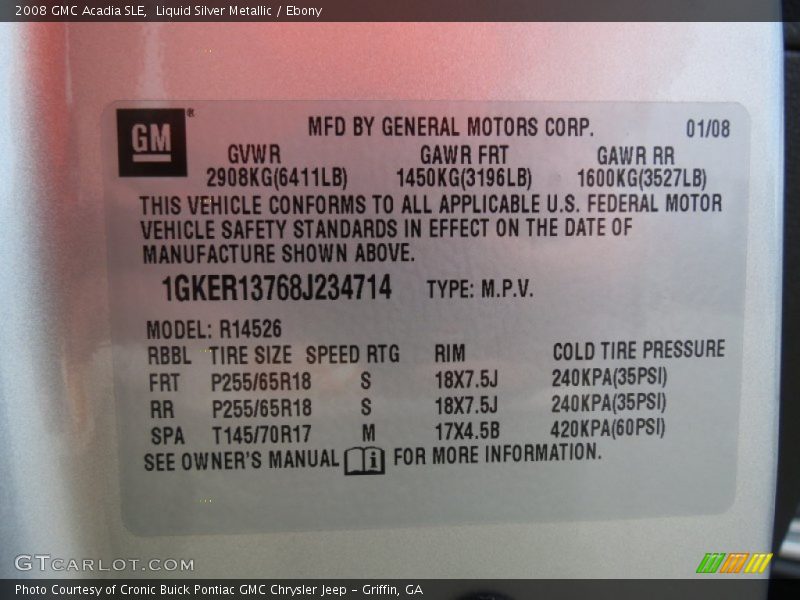 2008 GMC Acadia SLE, Liquid Silver Metallic / Ebony
GM ®
MFD BY GENERAL MOTORS CORP. 01/08
GVWR GAWR FRT GAWR RR
2908KG(6411LB) 1450KG(3196LB) 1600KG(3527LB)
THIS VEHICLE CONFORMS TO ALL APPLICABLE U.S. FEDERAL MOTOR
VEHICLE SAFETY STANDARDS IN EFFECT ON THE DATE OF
MANUFACTURE SHOWN ABOVE.
1GKER13768J234714 TYPE: M.P.V.
MODEL: R14526
RBBL TIRE SIZE SPEED RTG RIM COLD TIRE PRESSURE
FRT P255/65R18 S 18X7.5J 240KPA(35PSI)
RR P255/65R18 S 18X7.5J 240KPA(35PSI)
SPA T145/70R17 M 17X4.5B 420KPA(60PSI)
SEE OWNER'S MANUAL i FOR MORE INFORMATION.
GTCARLOT.COM
Photo Courtesy of Cronic Buick Pontiac GMC Chrysler Jeep - Griffin, GA